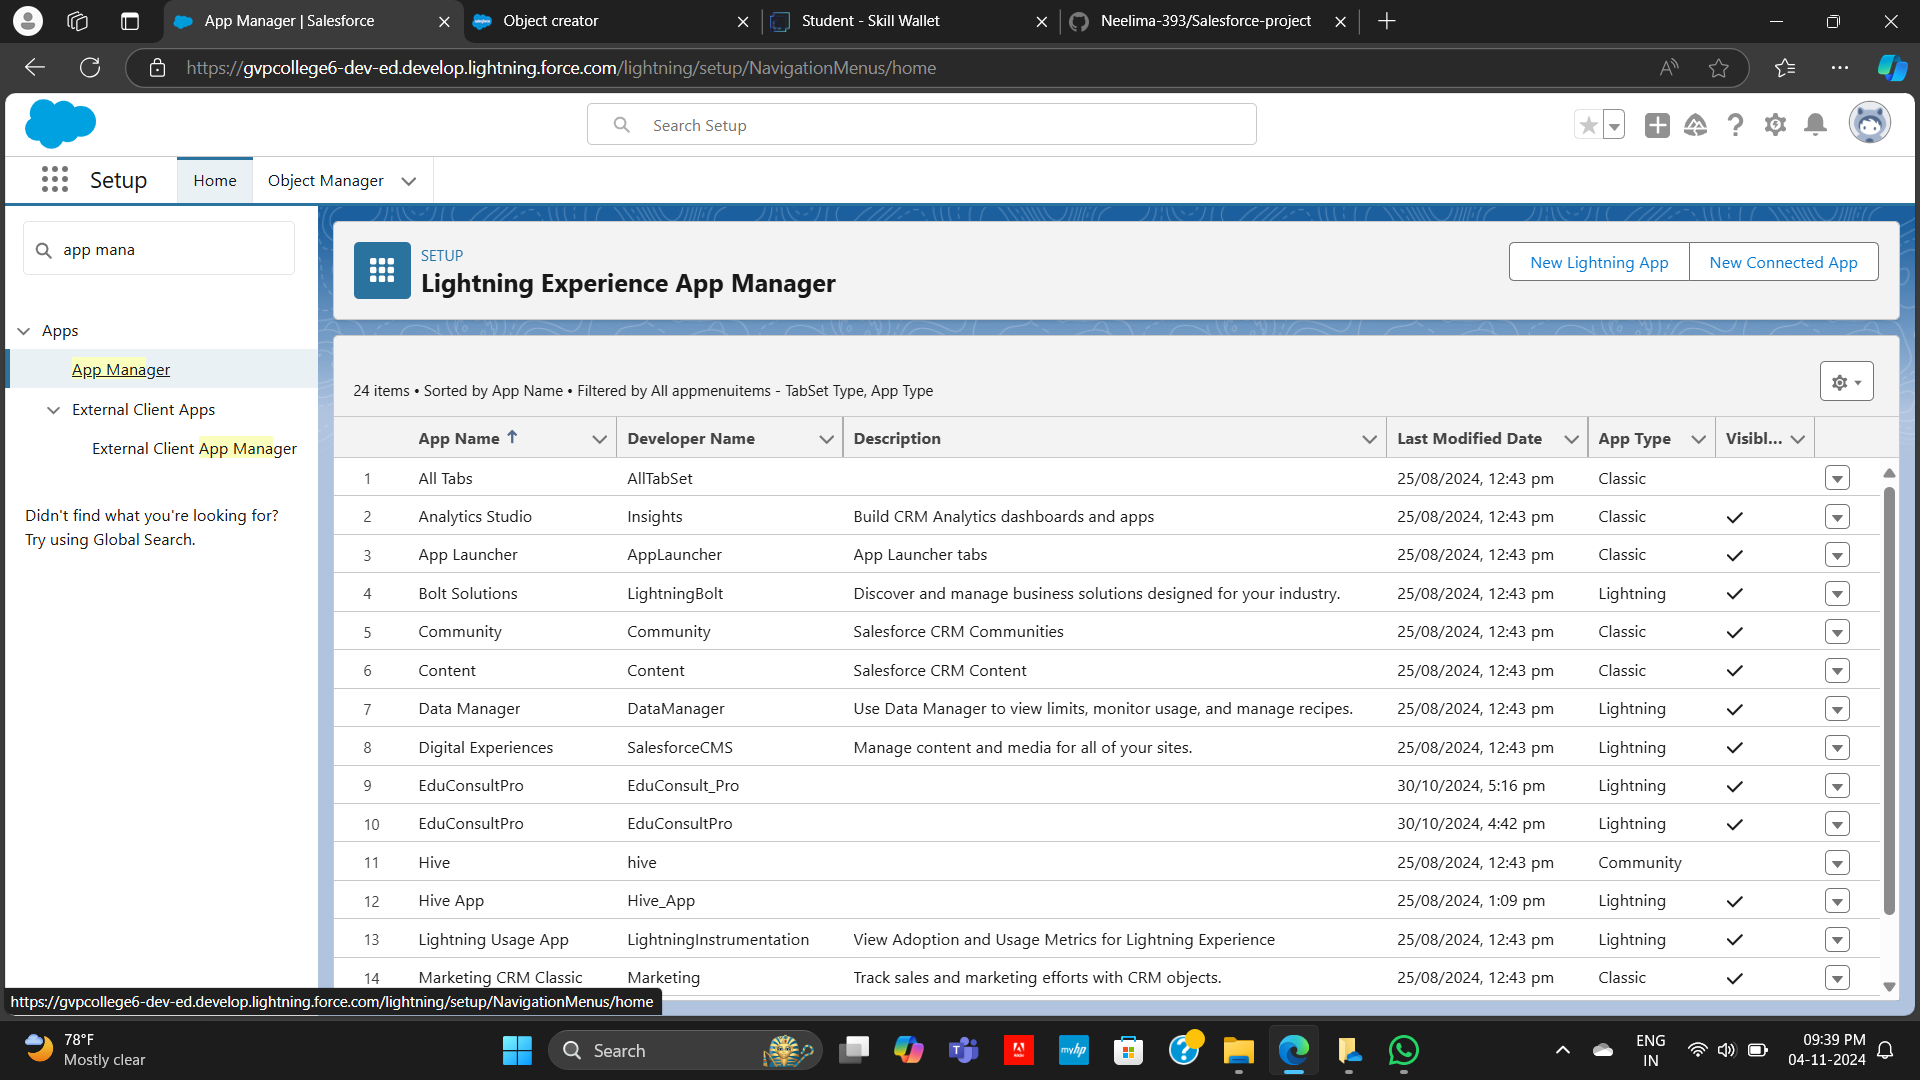 App Manager | Salesforce
Object creator
Student - Skill Wallet
Neelima-393/Salesforce-project
https://gvpcollege6-dev-ed.develop.lightning.force.com/lightning/setup/NavigationMenus/home
Search Setup
Setup
Home
Object Manager
app mana
Apps
App Manager
External Client Apps
External Client App Manager
Didn't find what you're looking for?
Try using Global Search.
SETUP
Lightning Experience App Manager
New Lightning App
New Connected App
24 items • Sorted by App Name • Filtered by All appmenuitems - TabSet Type, App Type
App Name Developer Name Description Last Modified Date App Type Visibl...
1 All Tabs AllTabSet 25/08/2024, 12:43 pm Classic
2 Analytics Studio Insights Build CRM Analytics dashboards and apps 25/08/2024, 12:43 pm Classic
3 App Launcher AppLauncher App Launcher tabs 25/08/2024, 12:43 pm Classic
4 Bolt Solutions LightningBolt Discover and manage business solutions designed for your industry. 25/08/2024, 12:43 pm Lightning
5 Community Community Salesforce CRM Communities 25/08/2024, 12:43 pm Classic
6 Content Content Salesforce CRM Content 25/08/2024, 12:43 pm Classic
7 Data Manager DataManager Use Data Manager to view limits, monitor usage, and manage recipes. 25/08/2024, 12:43 pm Lightning
8 Digital Experiences SalesforceCMS Manage content and media for all of your sites. 25/08/2024, 12:43 pm Lightning
9 EduConsultPro EduConsult_Pro 30/10/2024, 5:16 pm Lightning
10 EduConsultPro EduConsultPro 30/10/2024, 4:42 pm Lightning
11 Hive hive 25/08/2024, 12:43 pm Community
12 Hive App Hive_App 25/08/2024, 1:09 pm Lightning
13 Lightning Usage App LightningInstrumentation View Adoption and Usage Metrics for Lightning Experience 25/08/2024, 12:43 pm Lightning
14 Marketing CRM Classic Marketing Track sales and marketing efforts with CRM objects. 25/08/2024, 12:43 pm Classic
https://gvpcollege6-dev-ed.develop.lightning.force.com/lightning/setup/NavigationMenus/home
78°F
Mostly clear
Search
myhp
ENG
IN
09:39 PM
04-11-2024